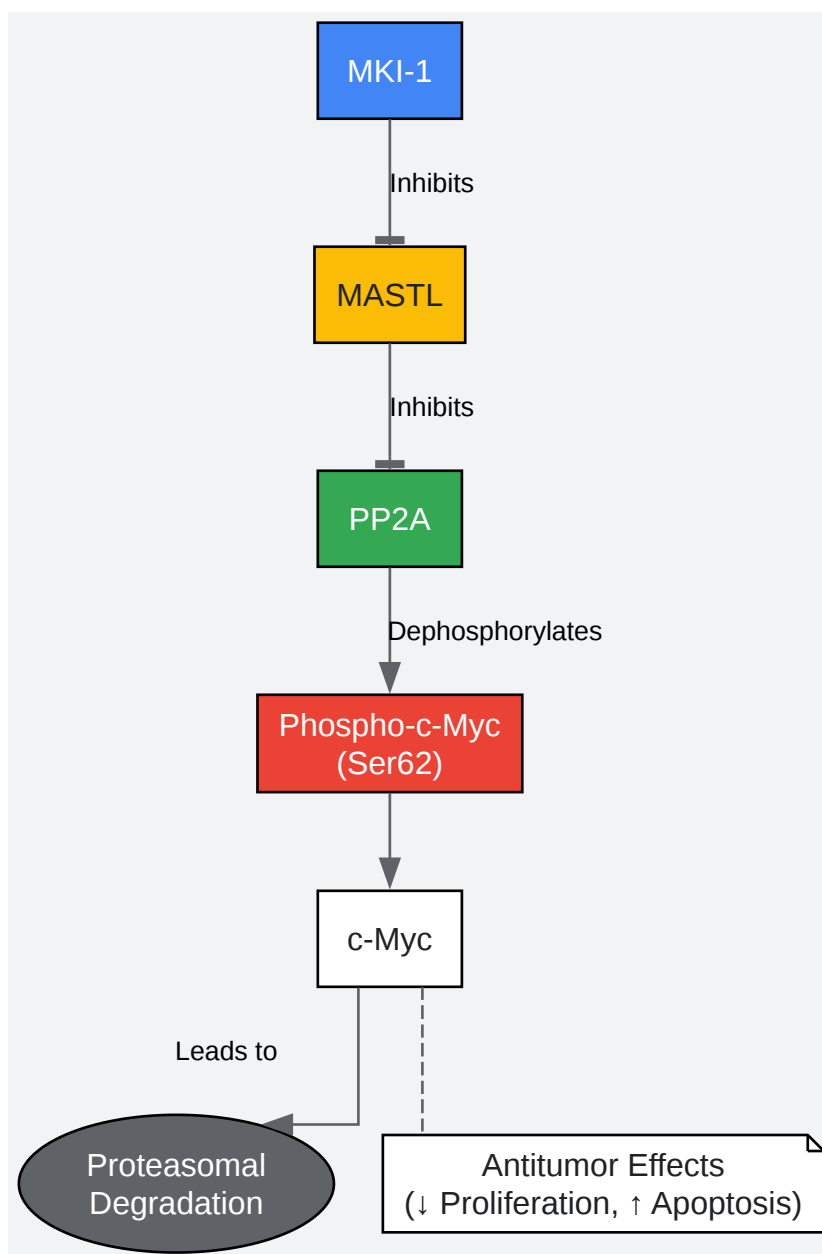 MKI-1
Inhibits
MASTL
Inhibits
PP2A
Dephosphorylates
Phospho-c-Myc
(Ser62)
c-Myc
Leads to
Proteasomal
Degradation
Antitumor Effects
(↓ Proliferation, ↑ Apoptosis)